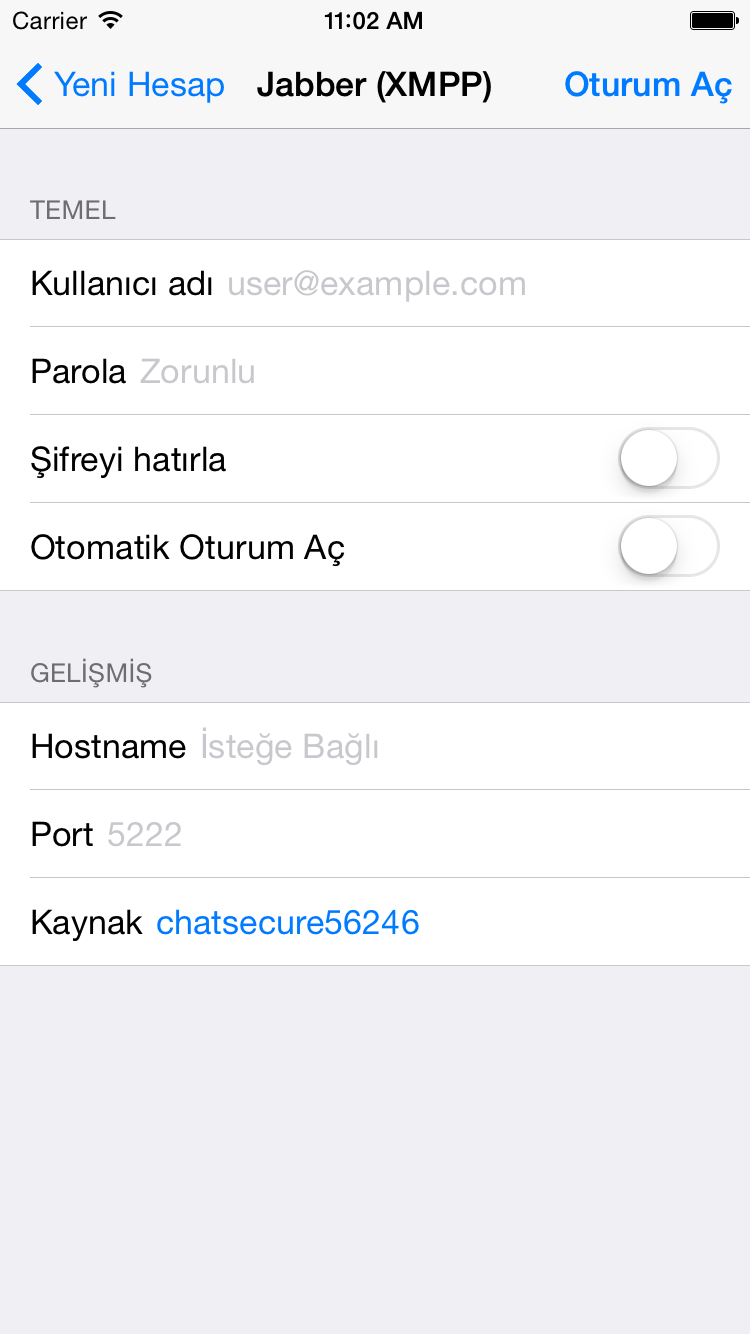 Carrier 11:02 AM
Yeni Hesap Jabber (XMPP) Oturum Aç
TEMEL
Kullanıcı adı user@example.com
Parola Zorunlu
Şifreyi hatırla
Otomatik Oturum Aç
GELİŞMİŞ
Hostname İsteğe Bağlı
Port 5222
Kaynak chatsecure56246